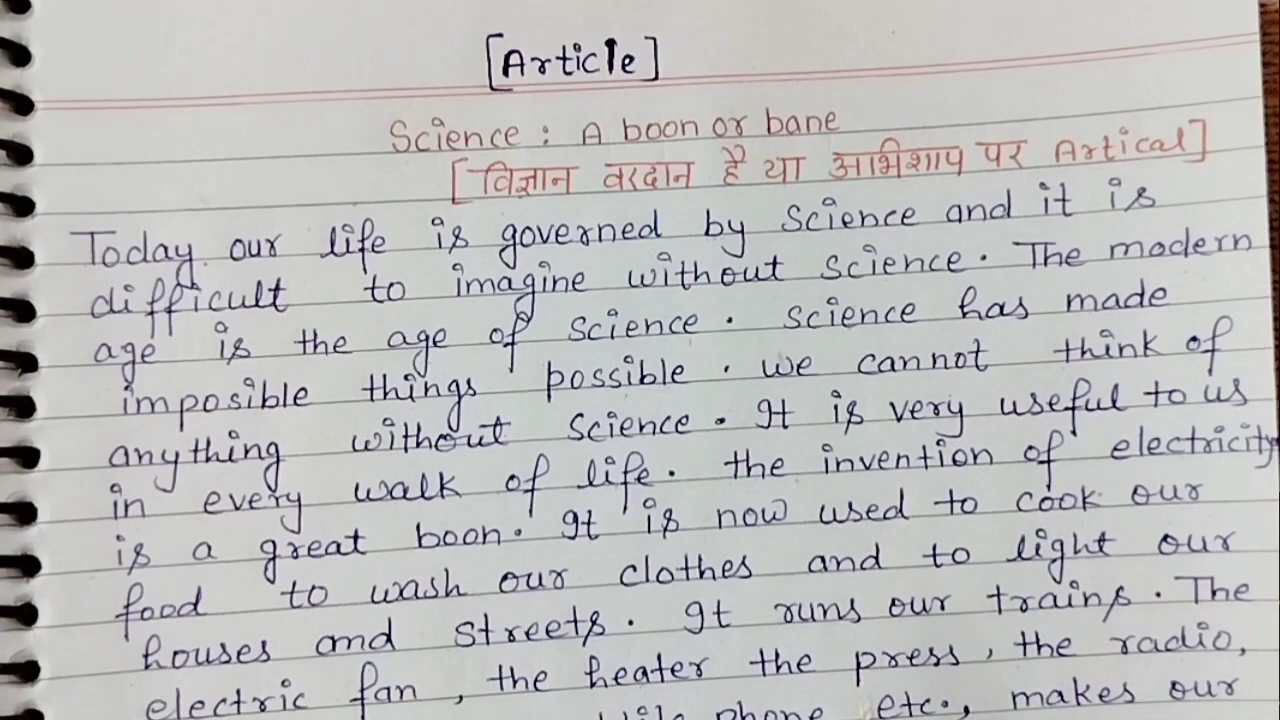 [Article]
Science : A boon or bane
[विज्ञान वरदान है या आभिशाप पर Artical]
Today our life is governed by Science and it is
difficult to imagine without science. The modern
age is the age of science. Science has made
imposible things possible. we cannot think of
anything without science. It is very useful to us
in every walk of life. the invention of electricity
is a great boon. It is now used to cook our
food to wash our clothes and to light our
houses and streets. It runs our trains. The
electric fan, the heater the press, the radio,
phone etc., makes our